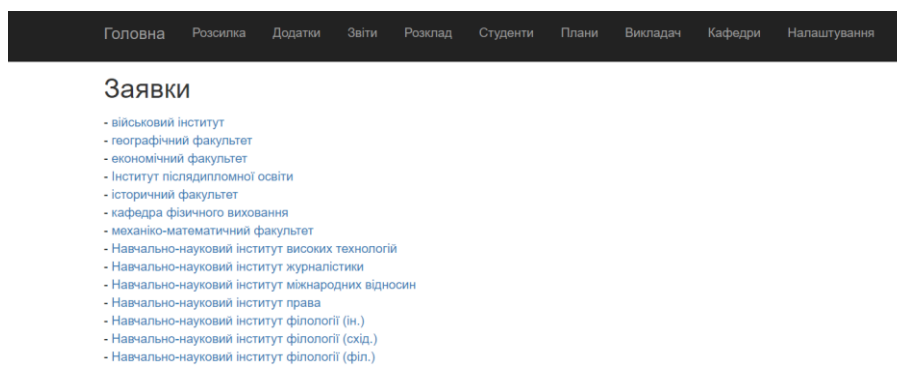 Головна Розсилка Додатки Звіти Розклад Студенти Плани Викладач Кафедри Налаштування
Заявки
- військовий інститут
- географічний факультет
- економічний факультет
- Інститут післядипломної освіти
- історичний факультет
- кафедра фізичного виховання
- механіко-математичний факультет
- Навчально-науковий інститут високих технологій
- Навчально-науковий інститут журналістики
- Навчально-науковий інститут міжнародних відносин
- Навчально-науковий інститут права
- Навчально-науковий інститут філології (ін.)
- Навчально-науковий інститут філології (схід.)
- Навчально-науковий інститут філології (філ.)